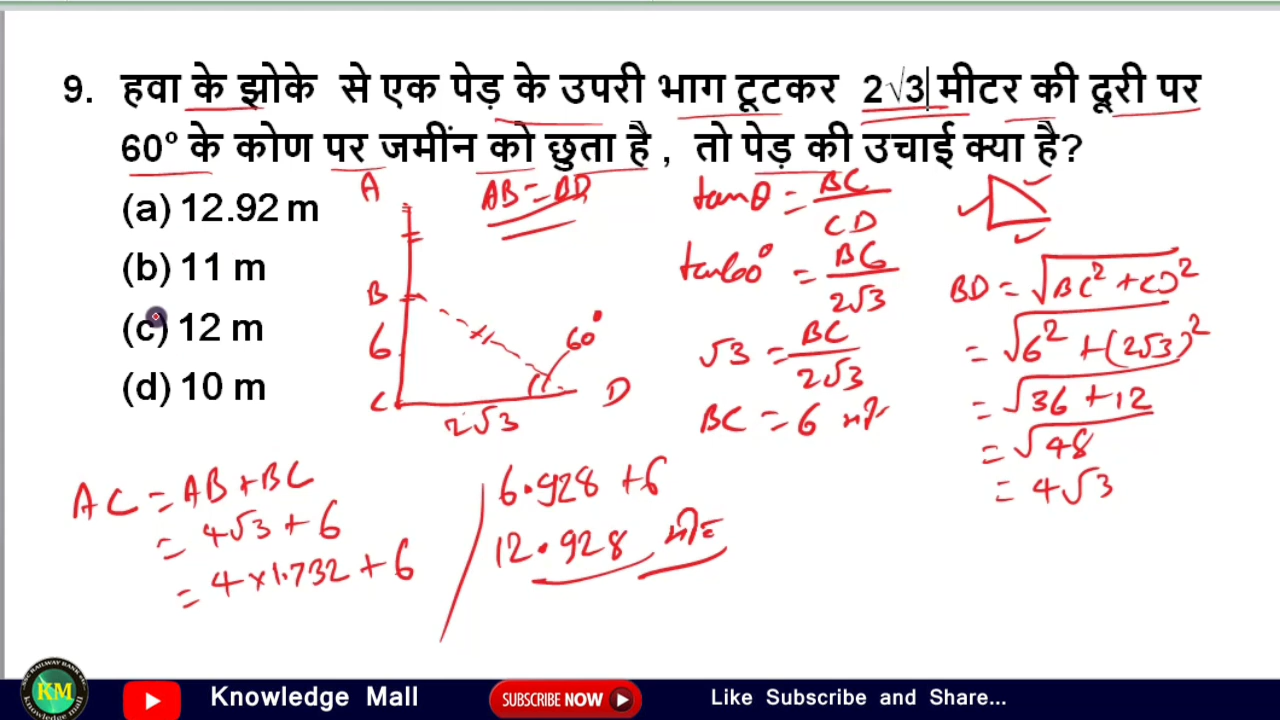 9. हवा के झोके से एक पेड़ के उपरी भाग टूटकर 2√3 मीटर की दूरी पर
60º के कोण पर जमींन को छुता है , तो पेड़ की उचाई क्या है?
(a) 12.92 m
(b) 11 m
(c) 12 m
(d) 10 m
A
B
6
C
2√3
D
60°
AB = BD
tanθ = BC/CD
tan60° = BC/2√3
√3 = BC/2√3
BC = 6 मी॰
BD = √BC² + CD²
= √6² + (2√3)²
= √36 + 12
= √48
= 4√3
AC = AB + BC
= 4√3 + 6
= 4×1.732 + 6
6.928 + 6
12.928 मी॰
KM
Knowledge Mall
SUBSCRIBE NOW
Like Subscribe and Share...